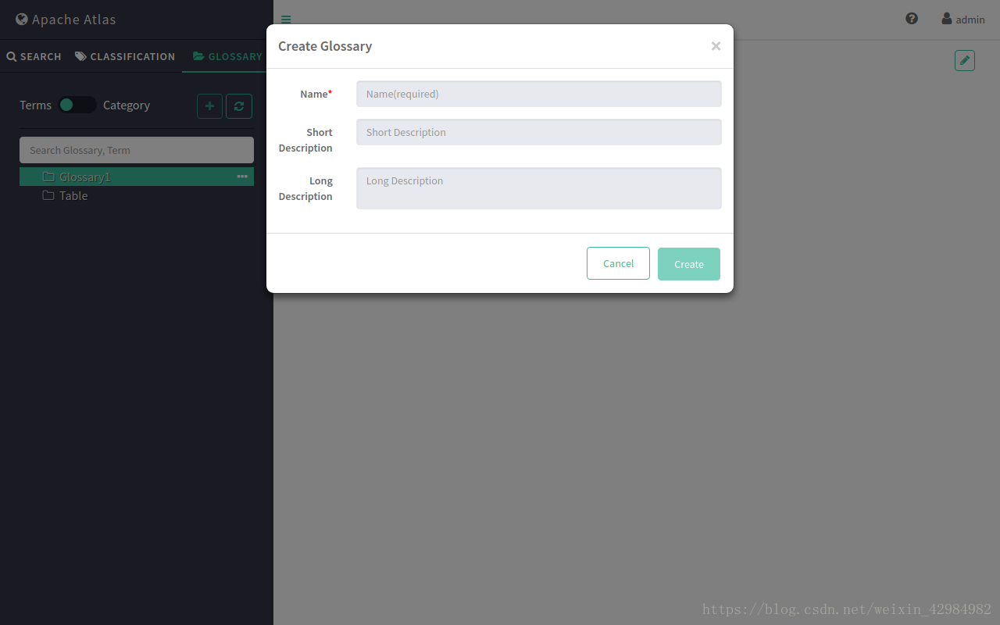 Apache Atlas
admin
SEARCH
CLASSIFICATION
GLOSSARY
Terms
Category
Search Glossary, Term
Glossary1
Table
Create Glossary
Name*
Name(required)
Short
Description
Short Description
Long
Description
Long Description
Cancel
Create
https://blog.csdn.net/weixin_42984982